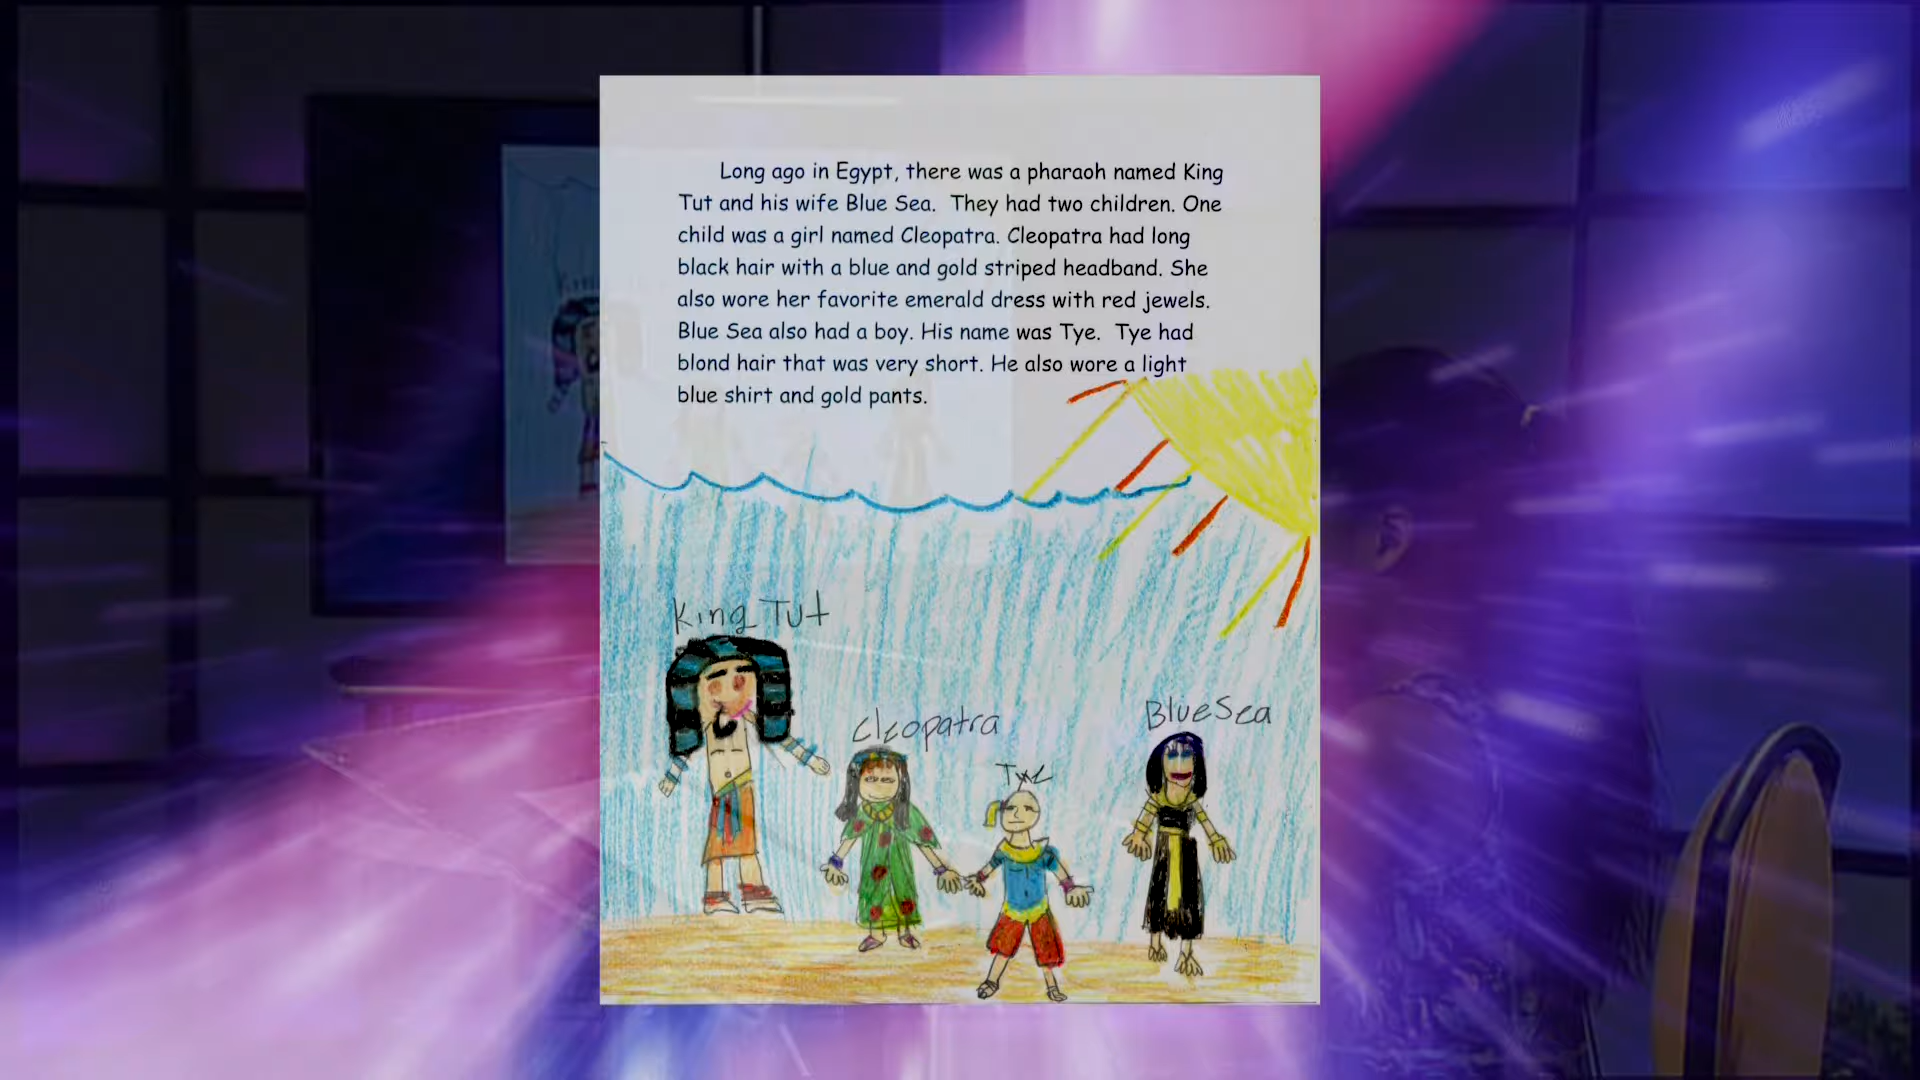 Long ago in Egypt, there was a pharaoh named King
Tut and his wife Blue Sea. They had two children. One
child was a girl named Cleopatra. Cleopatra had long
black hair with a blue and gold striped headband. She
also wore her favorite emerald dress with red jewels.
Blue Sea also had a boy. His name was Tye. Tye had
blond hair that was very short. He also wore a light
blue shirt and gold pants.
King Tut
Cleopatra
Tye
Blue Sea